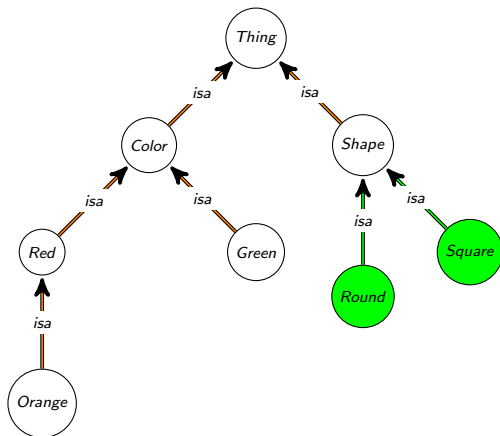 Thing
isa
isa
Color
Shape
isa
isa
isa
isa
Red
Green
Square
Round
isa
Orange